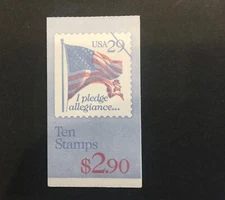 USA 29
I pledge
allegiance...
Ten
Stamps
$2.90